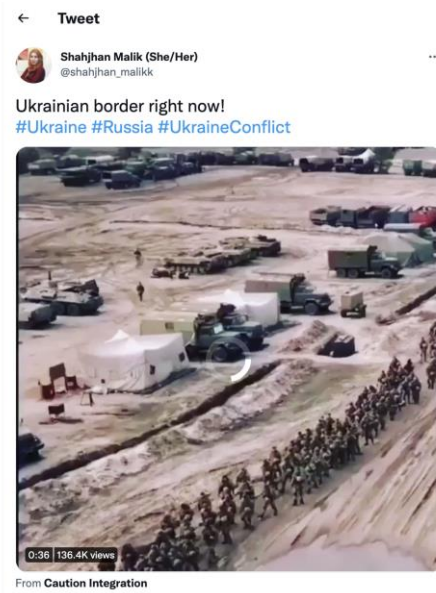 Tweet
Shahjhan Malik (She/Her)
@shahjhan_malikk
Ukrainian border right now!
#Ukraine #Russia #UkraineConflict
0:36 136.4K views
From Caution Integration